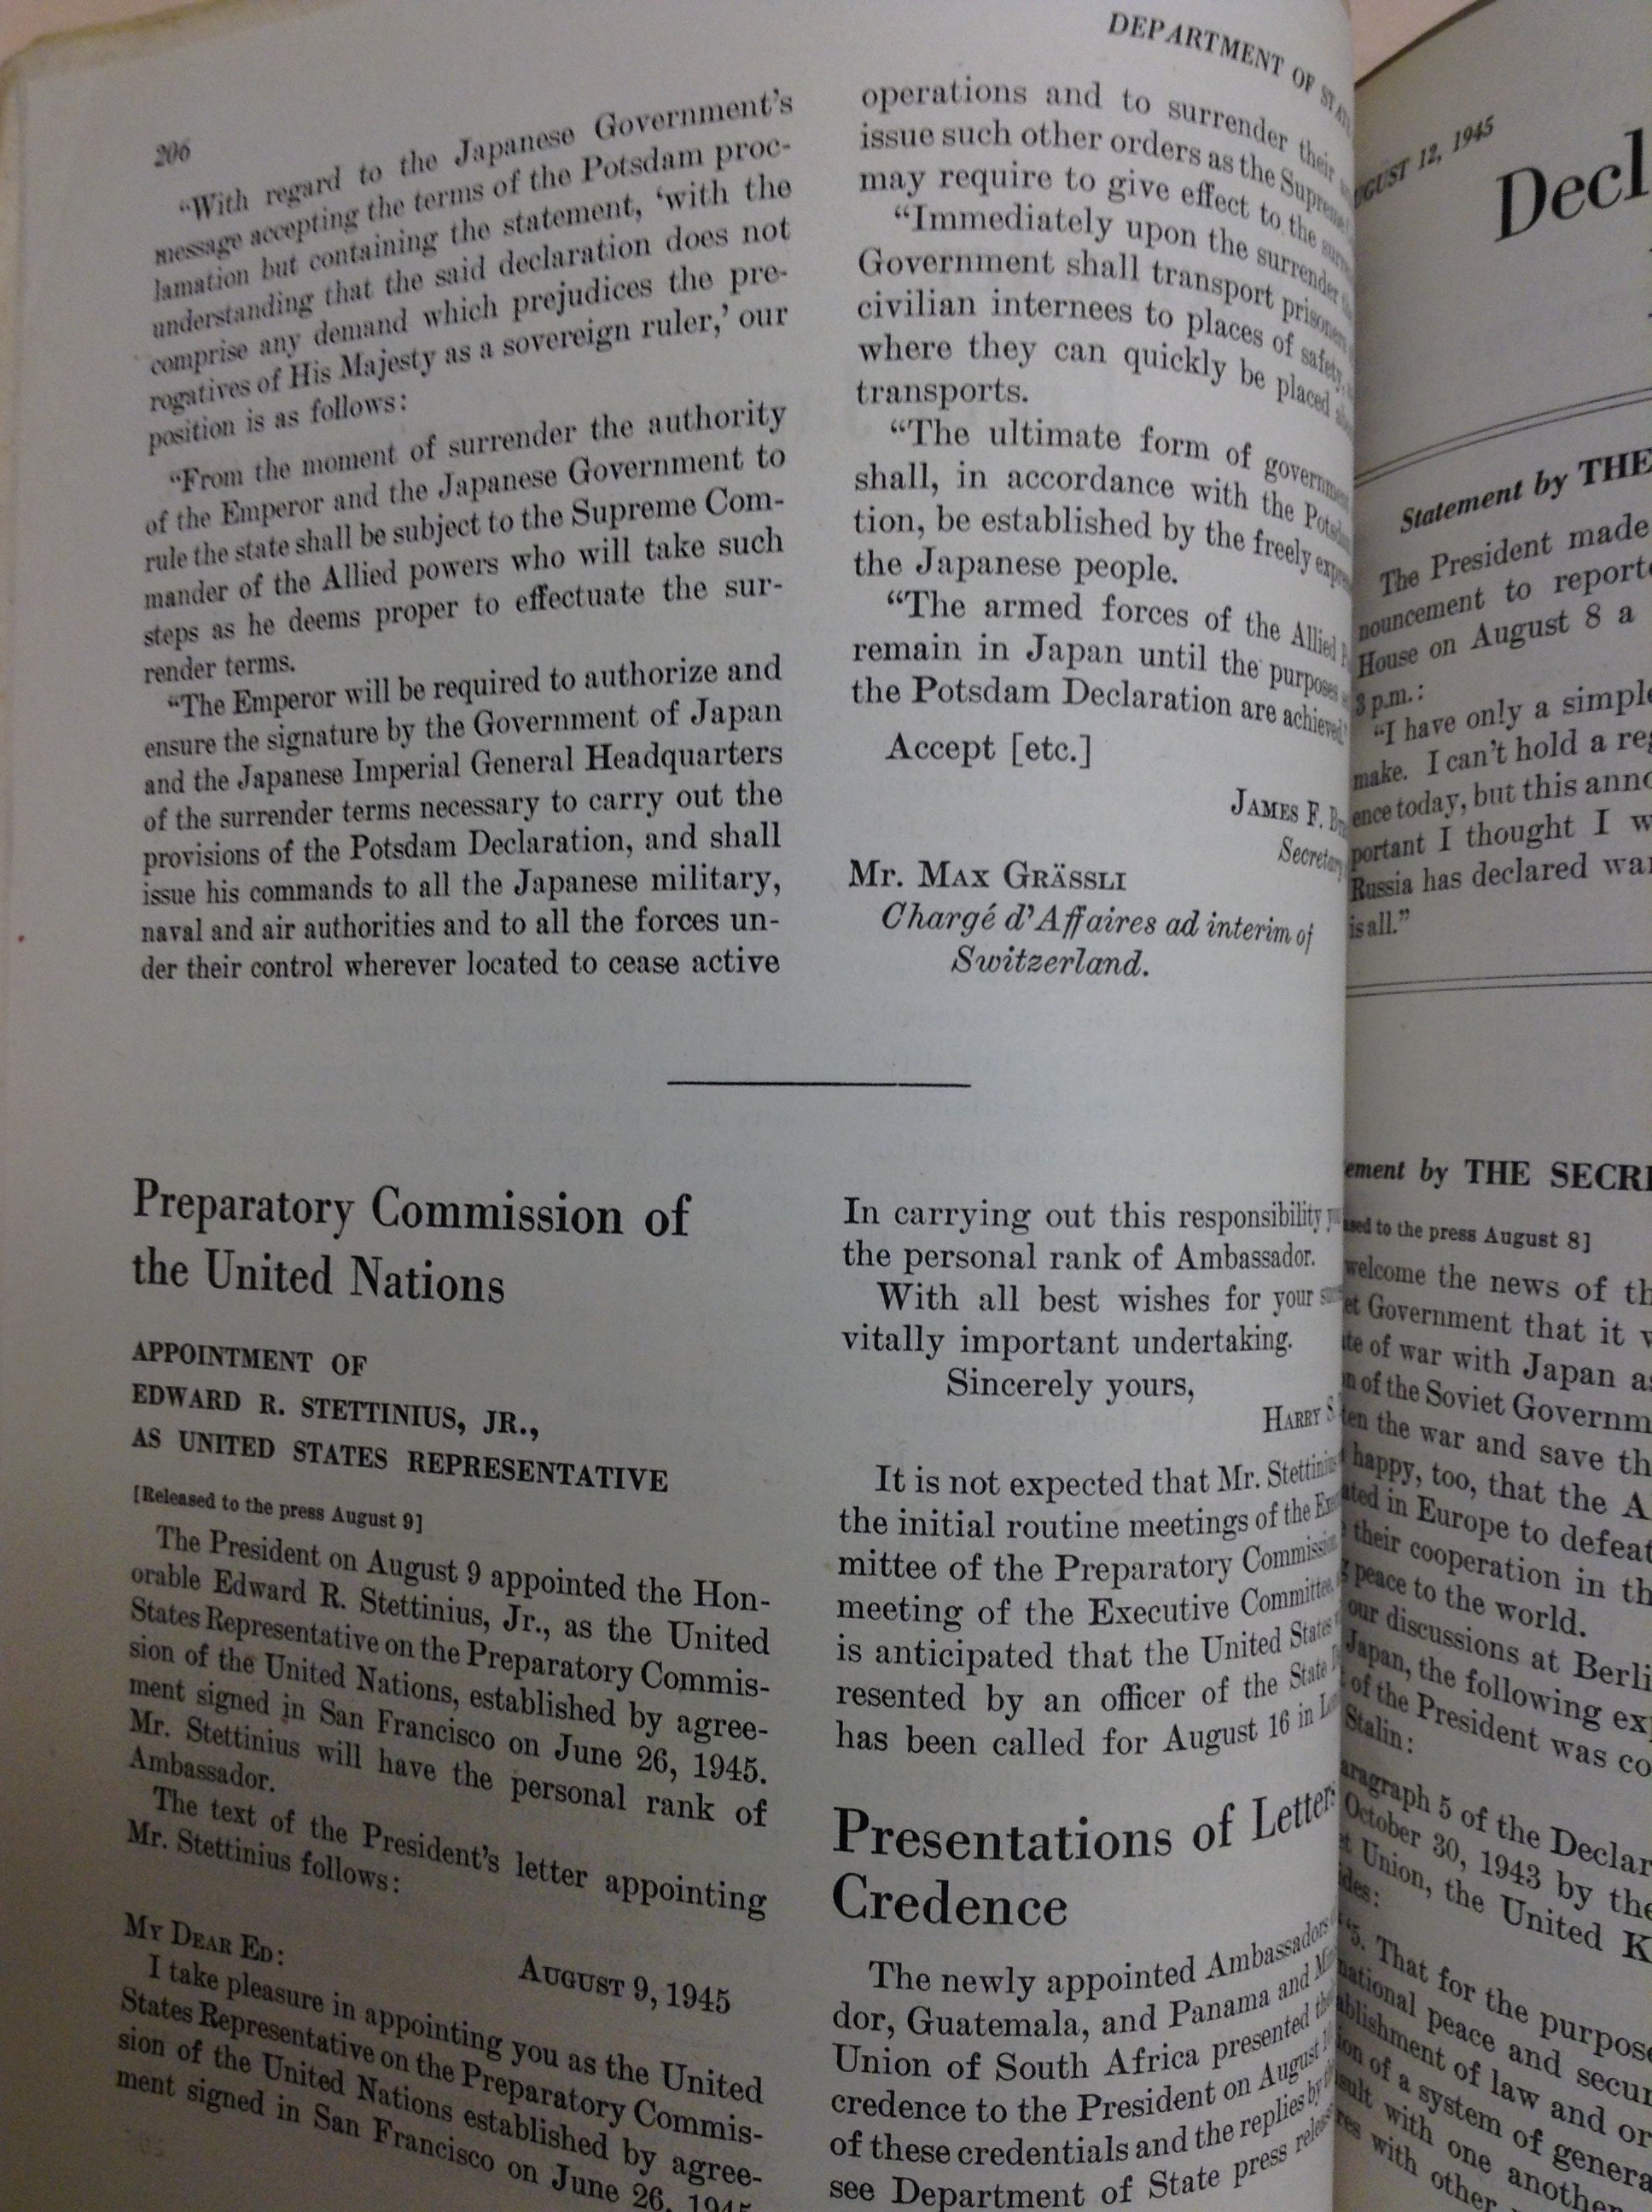 206
DEPARTMENT OF
"With regard to the Japanese Government's
message accepting the terms of the Potsdam proc-
lamation but containing the statement, 'with the
understanding that the said declaration does not
comprise any demand which prejudices the pre-
rogatives of His Majesty as a sovereign ruler,' our
position is as follows:
"From the moment of surrender the authority
of the Emperor and the Japanese Government to
rule the state shall be subject to the Supreme Com-
mander of the Allied powers who will take such
steps as he deems proper to effectuate the sur-
render terms.
"The Emperor will be required to authorize and
ensure the signature by the Government of Japan
and the Japanese Imperial General Headquarters
of the surrender terms necessary to carry out the
provisions of the Potsdam Declaration, and shall
issue his commands to all the Japanese military,
naval and air authorities and to all the forces un-
der their control wherever located to cease active
operations and to surrender their
issue such other orders as the Supreme
may require to give effect to the
"Immediately upon the surrender
Government shall transport prisoners
civilian internees to places of safety,
where they can quickly be placed
transports.
"The ultimate form of government
shall, in accordance with the
tion, be established by the freely
the Japanese people.
"The armed forces of the Allied
remain in Japan until the purposes
the Potsdam Declaration are achieved."
Accept [etc.]
JAMES F.
Secretary
Mr. MAX GRÄSSLI
Chargé d'Affaires ad interim of
Switzerland.
Preparatory Commission of
the United Nations
APPOINTMENT OF
EDWARD R. STETTINIUS, JR.,
AS UNITED STATES REPRESENTATIVE
[Released to the press August 9]
The President on August 9 appointed the Hon-
orable Edward R. Stettinius, Jr., as the United
States Representative on the Preparatory Commis-
sion of the United Nations, established by agree-
ment signed in San Francisco on June 26, 1945.
Mr. Stettinius will have the personal rank of
Ambassador.
The text of the President's letter appointing
Mr. Stettinius follows:
AUGUST 9, 1945
MY DEAR ED:
I take pleasure in appointing you as the United
States Representative on the Preparatory Commis-
sion of the United Nations established by agree-
ment signed in San Francisco on June 26, 1945.
In carrying out this responsibility
the personal rank of Ambassador.
With all best wishes for your
vitally important undertaking.
Sincerely yours,
HARRY S
It is not expected that Mr. Stettinius
the initial routine meetings of the
mittee of the Preparatory Commission
meeting of the Executive Committee,
is anticipated that the United States
resented by an officer of the State
has been called for August 16 in
Presentations of Letter
Credence
The newly appointed Ambassadors
dor, Guatemala, and Panama and
Union of South Africa presented
credence to the President on August
of these credentials and the replies by
see Department of State press
UGUST 12, 1945
Decl
Statement by THE
The President made
nouncement to reporte
House on August 8 a
3 p.m.:
"I have only a simple
make. I can't hold a reg
ence today, but this anno
portant I thought I w
Russia has declared war
is all."
ement by THE SECRE
to the press August 8]
welcome the news of th
Government that it w
of war with Japan as
of the Soviet Governm
the war and save th
happy, too, that the Al
in Europe to defeat
their cooperation in th
peace to the world.
our discussions at Berli
Japan, the following exp
of the President was co
Stalin:
aragraph 5 of the Declar
October 30, 1943 by the
Union, the United K
des:
"5. That for the purpose
national peace and secur
blishment of law and or
of a system of genera
with one another
with other